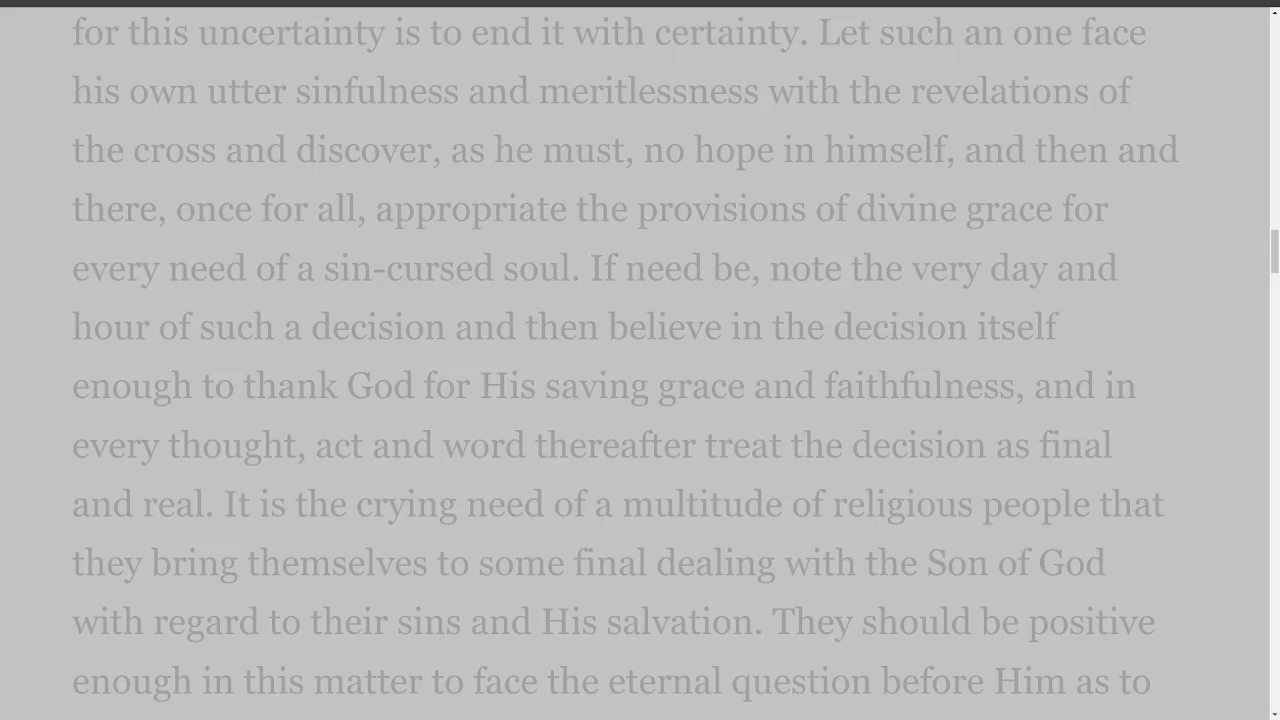 for this uncertainty is to end it with certainty. Let such an one face
his own utter sinfulness and meritlessness with the revelations of
the cross and discover, as he must, no hope in himself, and then and
there, once for all, appropriate the provisions of divine grace for
every need of a sin-cursed soul. If need be, note the very day and
hour of such a decision and then believe in the decision itself
enough to thank God for His saving grace and faithfulness, and in
every thought, act and word thereafter treat the decision as final
and real. It is the crying need of a multitude of religious people that
they bring themselves to some final dealing with the Son of God
with regard to their sins and His salvation. They should be positive
enough in this matter to face the eternal question before Him as to